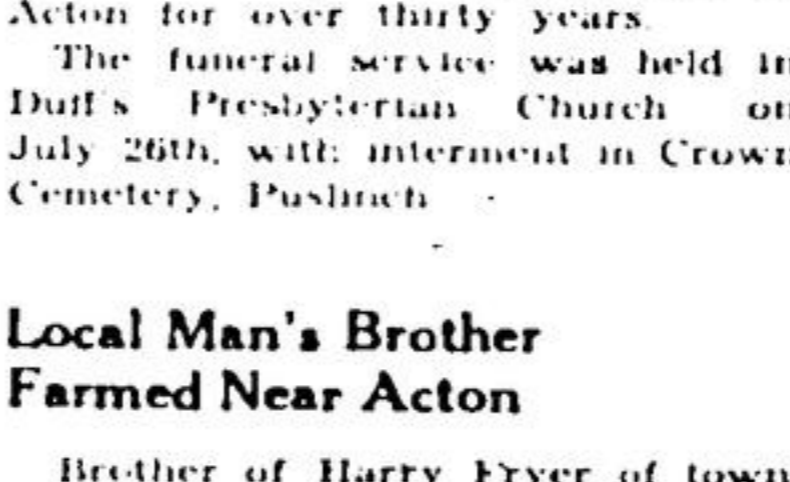 Acton for over thirty years.
The funeral service was held in
Duff's Presbyterian Church on
July 26th, with interment in Crown
Cemetery, Puslinch
Local Man's Brother
Farmed Near Acton
Brother of Harry Fryer of town